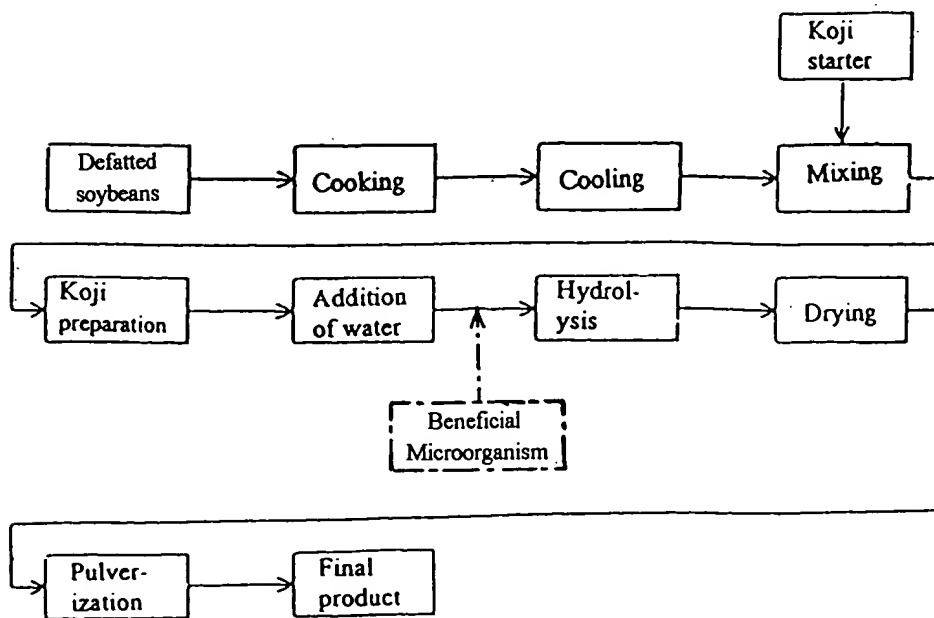 Koji
starter
Defatted
soybeans
Cooking
Cooling
Mixing
Koji
preparation
Addition
of water
Hydrol-
ysis
Drying
Beneficial
Microorganism
Pulver-
ization
Final
product